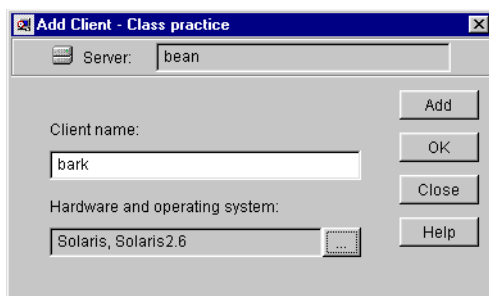 Add Client - Class practice
Server: bean
Add
Client name:
OK
bark
Close
Hardware and operating system:
Help
Solaris, Solaris2.6 ...